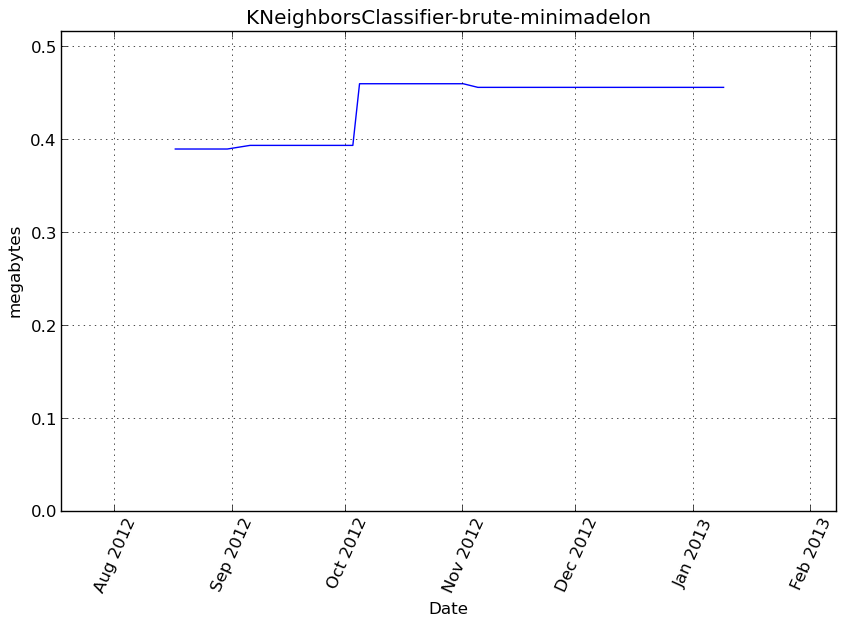 KNeighborsClassifier-brute-minimadelon
0.5
0.4
0.3
0.2
0.1
0.0
megabytes
Aug 2012
Sep 2012
Oct 2012
Nov 2012
Dec 2012
Jan 2013
Feb 2013
Date